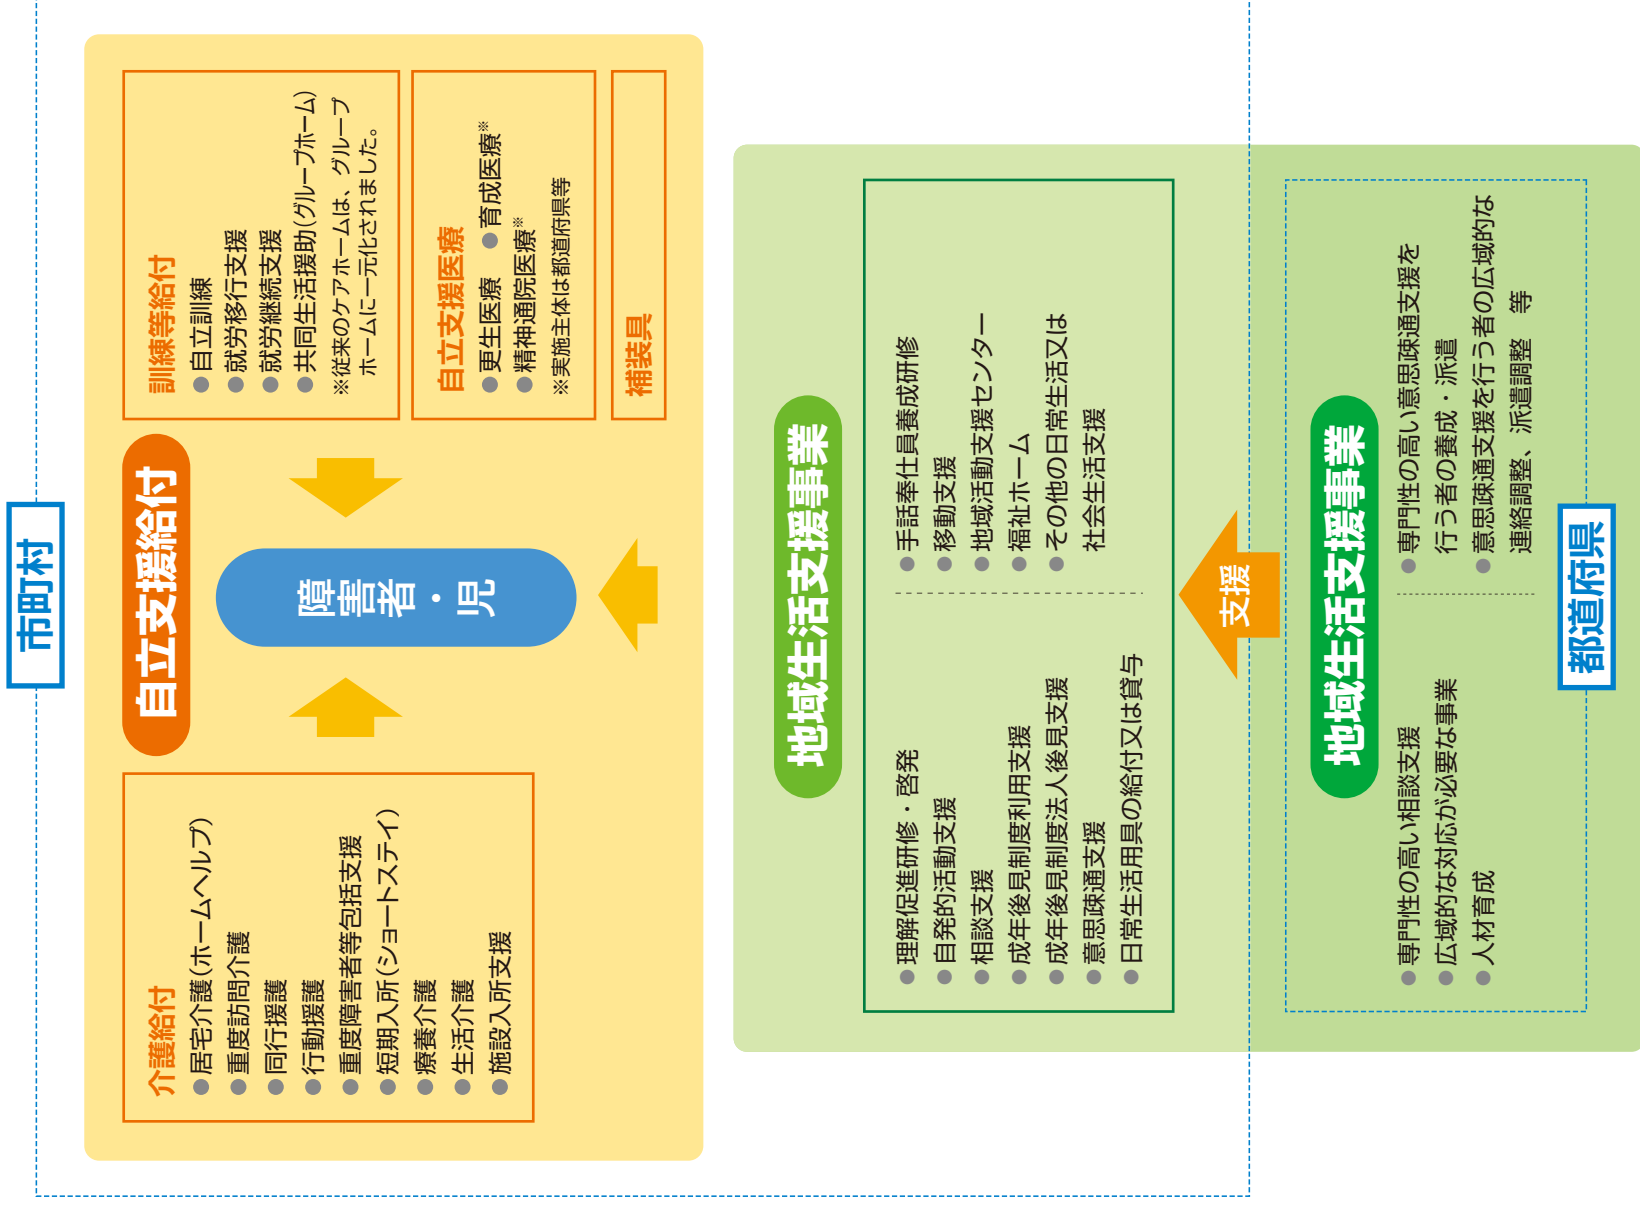 市町村
自立支援給付
介護給付
●居宅介護(ホームヘルプ)
●重度訪問介護
●同行援護
●行動援護
●重度障害者等包括支援
●短期入所(ショートステイ)
●療養介護
●生活介護
●施設入所支援
障害者・児
訓練等給付
●自立訓練
●就労移行支援
●就労継続支援
●共同生活援助(グループホーム)
※従来のケアホームは、グループ
ホームに一元化されました。
自立支援医療
●更生医療 ●育成医療※
●精神通院医療※
※実施主体は都道府県等
補装具
地域生活支援事業
●理解促進研修・啓発
●自発的活動支援
●相談支援
●成年後見制度利用支援
●成年後見制度法人後見支援
●意思疎通支援
●日常生活用具の給付又は貸与
●手話奉仕員養成研修
●移動支援
●地域活動支援センター
●福祉ホーム
●その他の日常生活又は
社会生活支援
支援
地域生活支援事業
●専門性の高い相談支援
●広域的な対応が必要な事業
●人材育成
●専門性の高い意思疎通支援を
行う者の養成・派遣
●意思疎通支援を行う者の広域的な
連絡調整、派遣調整 等
都道府県